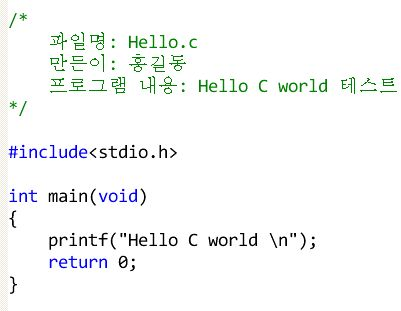 /*
파일명: Hello.c
만든이: 홍길동
프로그램 내용: Hello C world 테스트
*/
#include<stdio.h>
int main(void)
{
printf("Hello C world \n");
return 0;
}